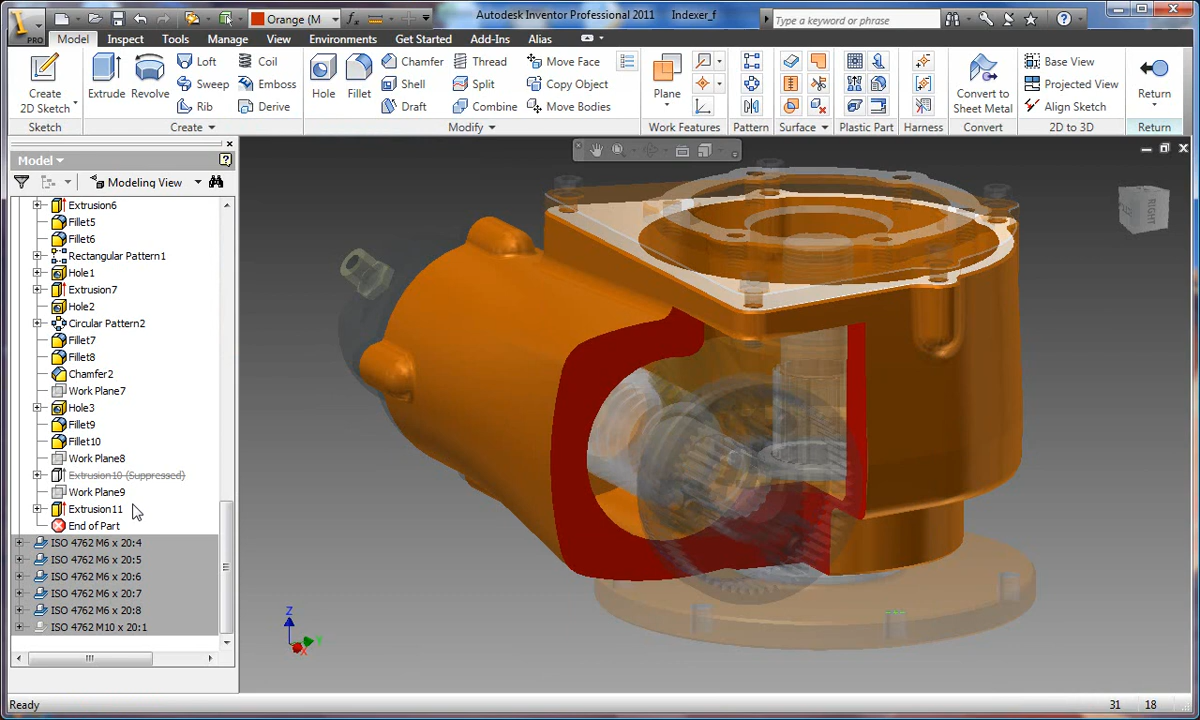 Orange (M
Autodesk Inventor Professional 2011 Indexer_f
Type a keyword or phrase
PRO
Model Inspect Tools Manage View Environments Get Started Add-Ins Alias
Create 2D Sketch
Extrude Revolve
Loft Coil
Sweep Emboss
Rib Derive
Hole Fillet
Chamfer Thread Move Face
Shell Split Copy Object
Draft Combine Move Bodies
Plane
Convert to Sheet Metal
Base View
Projected View
Align Sketch
Return
Sketch Create Modify Work Features Pattern Surface Plastic Part Harness Convert 2D to 3D Return
Model
Modeling View
Extrusion6
Fillet5
Fillet6
Rectangular Pattern1
Hole1
Extrusion7
Hole2
Circular Pattern2
Fillet7
Fillet8
Chamfer2
Work Plane7
Hole3
Fillet9
Fillet10
Work Plane8
Extrusion10 (Suppressed)
Work Plane9
Extrusion11
End of Part
ISO 4762 M6 x 20:4
ISO 4762 M6 x 20:5
ISO 4762 M6 x 20:6
ISO 4762 M6 x 20:7
ISO 4762 M6 x 20:8
ISO 4762 M10 x 20:1
RIGHT
Z
Y
X
Ready 31 18